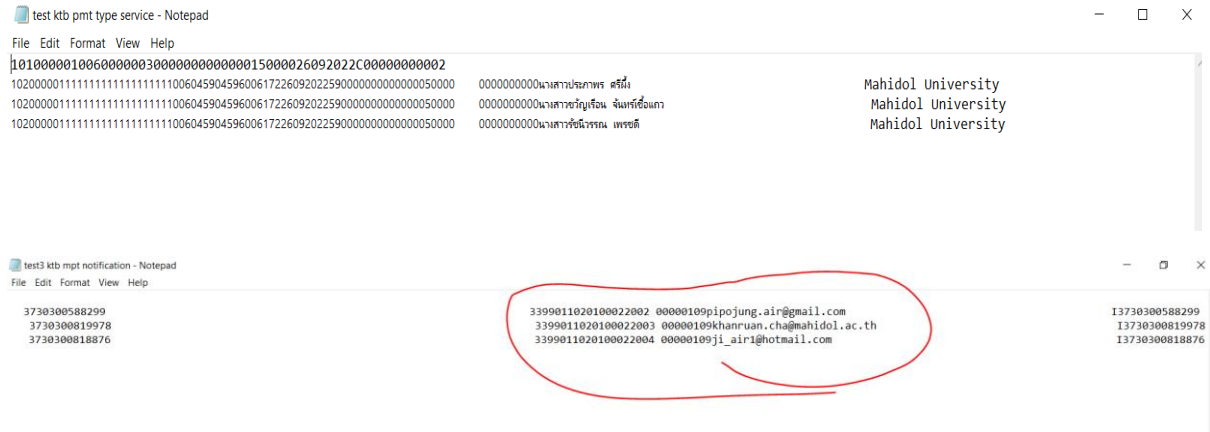 test ktb pmt type service - Notepad
File Edit Format View Help
1010000010060000003000000000000015000026092022C00000000002
102000001111111111111111111100604590459600617226092022590000000000000050000 0000000000นางสาวประภาพร ศรีผึ้ง Mahidol University
102000001111111111111111111100604590459600617226092022590000000000000050000 0000000000นางสาวขวัญเรือน จันทร์เชื้อแถว Mahidol University
102000001111111111111111111100604590459600617226092022590000000000000050000 0000000000นางสาวรัชนีวรรณ เพรชดี Mahidol University
test3 ktb mpt notification - Notepad
File Edit Format View Help
3730300588299 3399011020100022002 00000109pipojung.air@gmail.com I3730300588299
3730300819978 3399011020100022003 00000109khanruan.cha@mahidol.ac.th I3730300819978
3730300818876 3399011020100022004 00000109ji_air1@hotmail.com I3730300818876